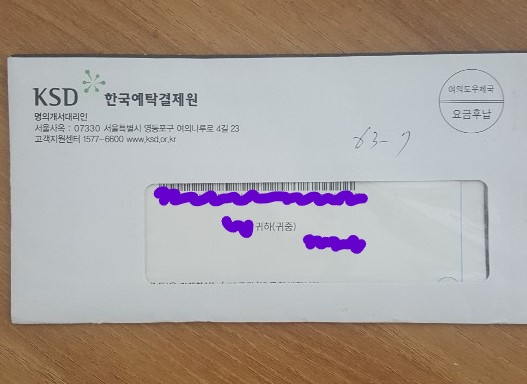 KSD 한국예탁결제원
명의개서대리인
서울사옥 : 07330 서울특별시 영등포구 여의나루로 4길 23
고객지원센터 1577-6600 www.ksd.or.kr
여의도우체국
요금후납
63-7
귀하(귀중)